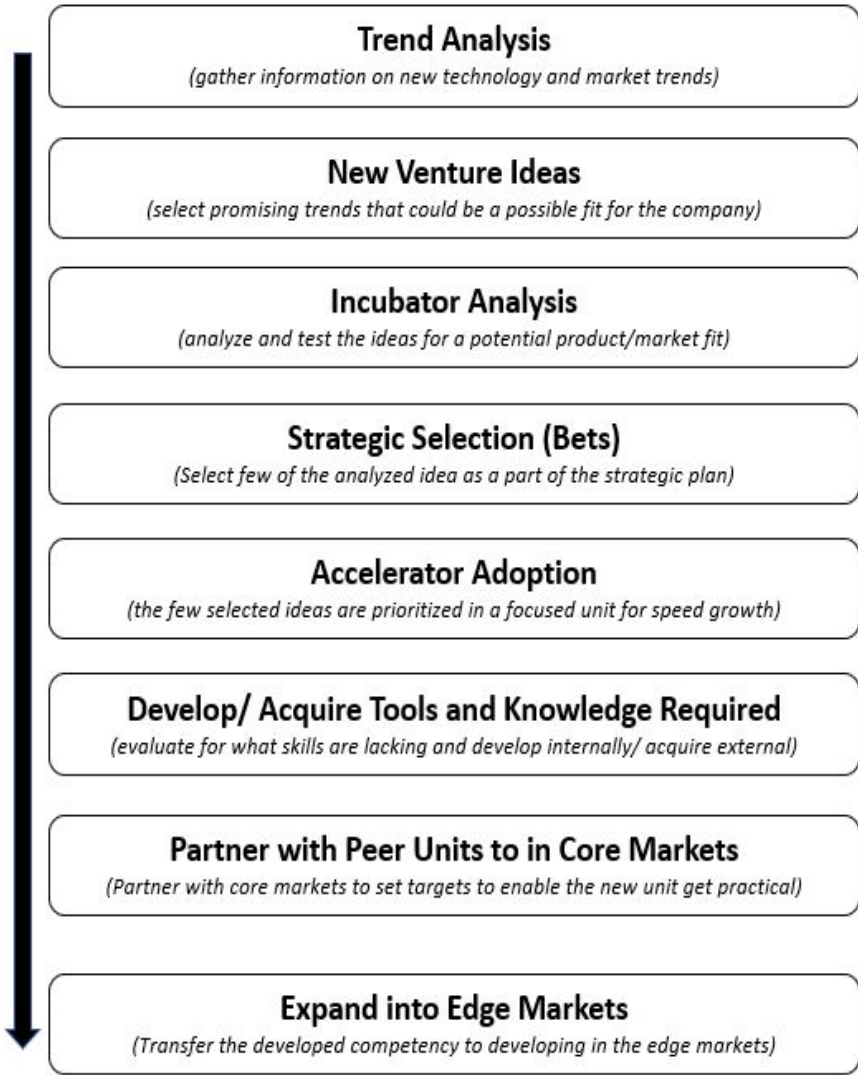 Trend Analysis
(gather information on new technology and market trends)
New Venture Ideas
(select promising trends that could be a possible fit for the company)
Incubator Analysis
(analyze and test the ideas for a potential product/market fit)
Strategic Selection (Bets)
(Select few of the analyzed idea as a part of the strategic plan)
Accelerator Adoption
(the few selected ideas are prioritized in a focused unit for speed growth)
Develop/ Acquire Tools and Knowledge Required
(evaluate for what skills are lacking and develop internally/ acquire external)
Partner with Peer Units to in Core Markets
(Partner with core markets to set targets to enable the new unit get practical)
Expand into Edge Markets
(Transfer the developed competency to developing in the edge markets)